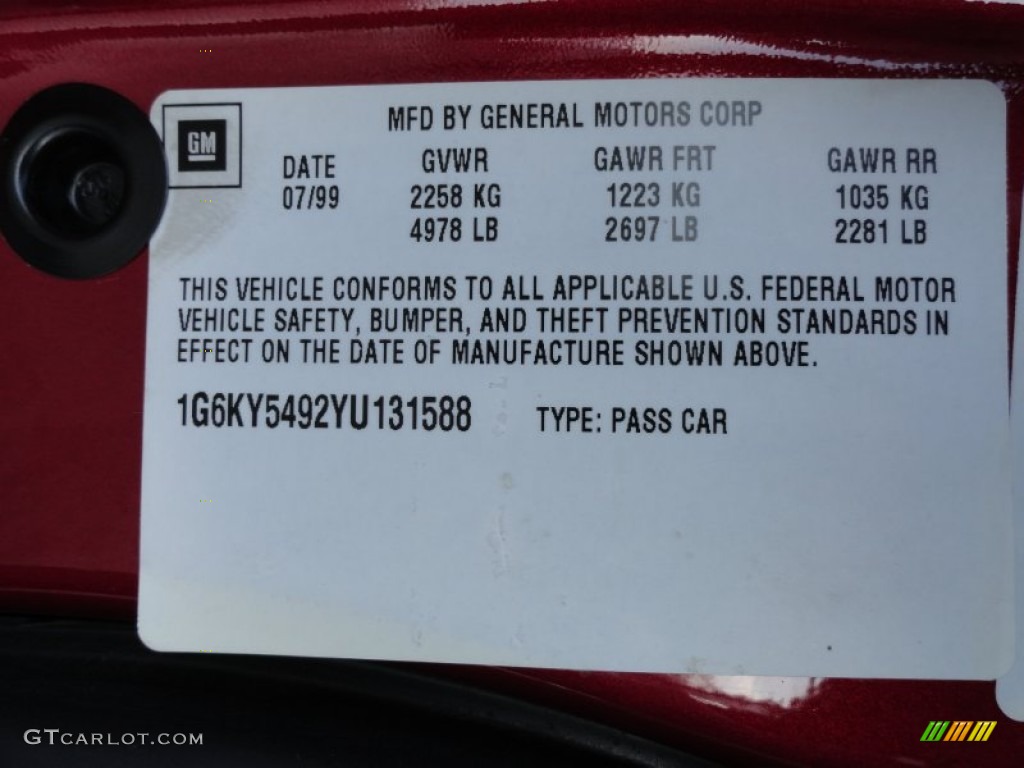 MFD BY GENERAL MOTORS CORP
GM
DATE GVWR GAWR FRT GAWR RR
07/99 2258 KG 1223 KG 1035 KG
4978 LB 2697 LB 2281 LB
THIS VEHICLE CONFORMS TO ALL APPLICABLE U.S. FEDERAL MOTOR
VEHICLE SAFETY, BUMPER, AND THEFT PREVENTION STANDARDS IN
EFFECT ON THE DATE OF MANUFACTURE SHOWN ABOVE.
1G6KY5492YU131588 TYPE: PASS CAR
GTCARLOT.COM